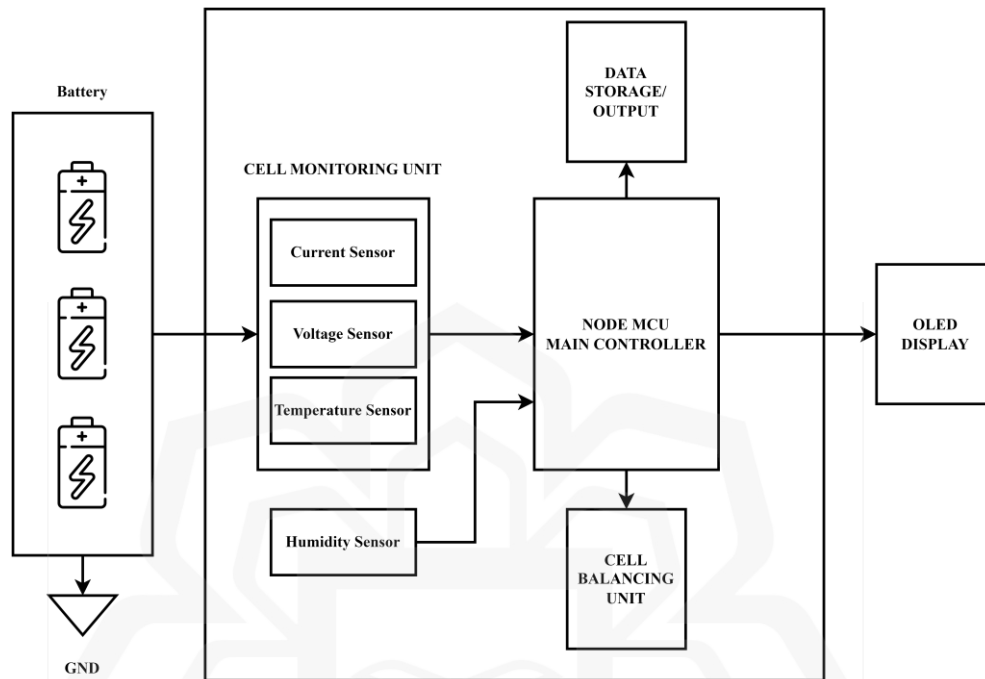 Battery
GND
CELL MONITORING UNIT
Current Sensor
Voltage Sensor
Temperature Sensor
Humidity Sensor
DATA
STORAGE/
OUTPUT
NODE MCU
MAIN CONTROLLER
CELL
BALANCING
UNIT
OLED
DISPLAY